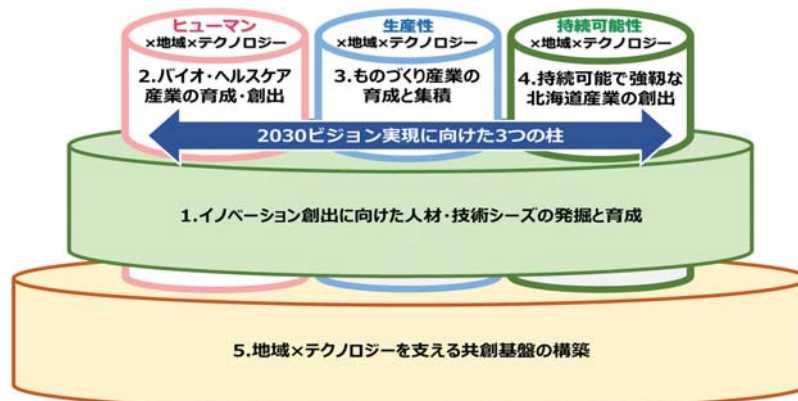 ヒューマン
×地域×テクノロジー
2.バイオ・ヘルスケア
産業の育成・創出
生産性
×地域×テクノロジー
3.ものづくり産業の
育成と集積
持続可能性
×地域×テクノロジー
4.持続可能で強靭な
北海道産業の創出
2030ビジョン実現に向けた3つの柱
1.イノベーション創出に向けた人材・技術シーズの発掘と育成
5.地域×テクノロジーを支える共創基盤の構築